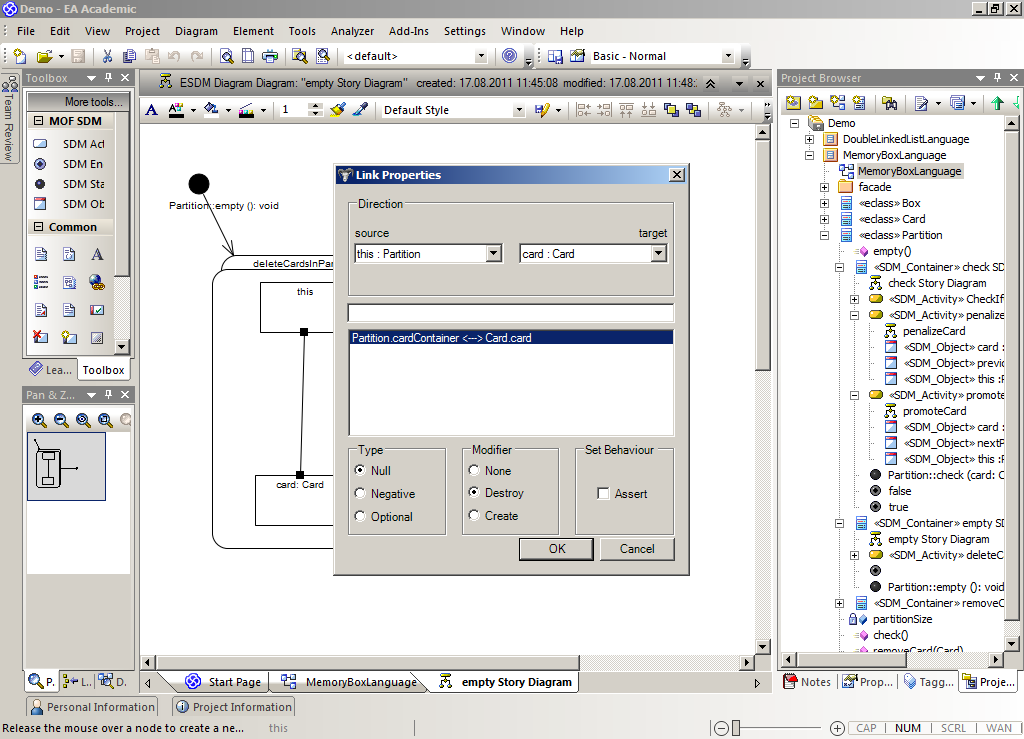 Demo - EA Academic
File Edit View Project Diagram Element Tools Analyzer Add-Ins Settings Window Help
<default> Basic - Normal
Team Review
Toolbox
More tools...
MOF SDM
SDM Act
SDM En
SDM Sta
SDM Ob
Common
Lea... Toolbox
Pan & Z...
P. L.. D.
ESDM Diagram Diagram: "empty Story Diagram" created: 17.08.2011 11:45:08 modified: 17.08.2011 11:48:
1 Default Style
Partition::empty (): void
deleteCardsInPar
this
card: Card
Link Properties
Direction
source target
this : Partition card : Card
Partition.cardContainer <---> Card.card
Type Modifier Set Behaviour
Null None
Negative Destroy Assert
Optional Create
OK Cancel
Start Page MemoryBoxLanguage empty Story Diagram
Project Browser
Demo
DoubleLinkedListLanguage
MemoryBoxLanguage
MemoryBoxLanguage
facade
«eclass» Box
«eclass» Card
«eclass» Partition
empty()
«SDM_Container» check SD
check Story Diagram
«SDM_Activity» CheckIf
«SDM_Activity» penalize
penalizeCard
«SDM_Object» card :
«SDM_Object» previo
«SDM_Object» this :P
«SDM_Activity» promote
promoteCard
«SDM_Object» card :
«SDM_Object» nextP
«SDM_Object» this :P
Partition::check (card: C
false
true
«SDM_Container» empty SD
empty Story Diagram
«SDM_Activity» deleteC
Partition::empty (): void
«SDM_Container» removeC
partitionSize
check()
removeCard(Card)
Notes Prop... Tagg... Proje...
Personal Information Project Information
Release the mouse over a node to create a ne... this CAP NUM SCRL WAN